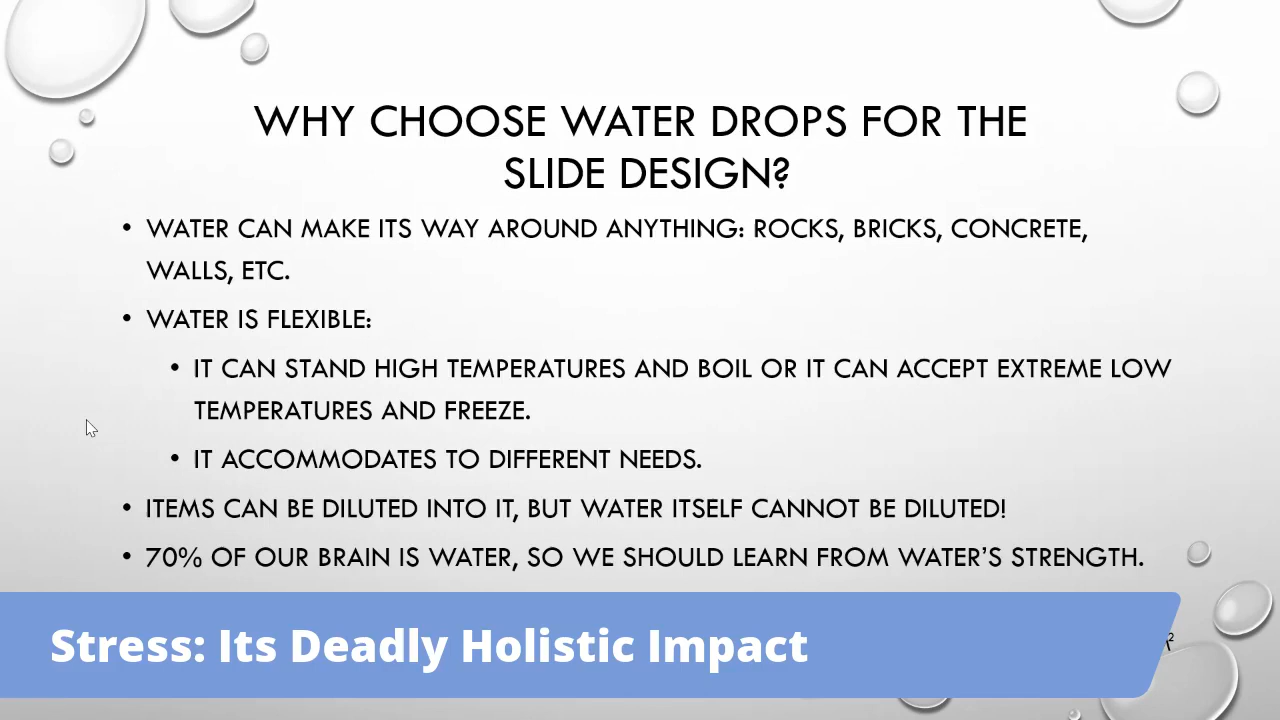 WHY CHOOSE WATER DROPS FOR THE
SLIDE DESIGN?
• WATER CAN MAKE ITS WAY AROUND ANYTHING: ROCKS, BRICKS, CONCRETE,
WALLS, ETC.
• WATER IS FLEXIBLE:
• IT CAN STAND HIGH TEMPERATURES AND BOIL OR IT CAN ACCEPT EXTREME LOW
TEMPERATURES AND FREEZE.
• IT ACCOMMODATES TO DIFFERENT NEEDS.
• ITEMS CAN BE DILUTED INTO IT, BUT WATER ITSELF CANNOT BE DILUTED!
• 70% OF OUR BRAIN IS WATER, SO WE SHOULD LEARN FROM WATER'S STRENGTH.
Stress: Its Deadly Holistic Impact
2